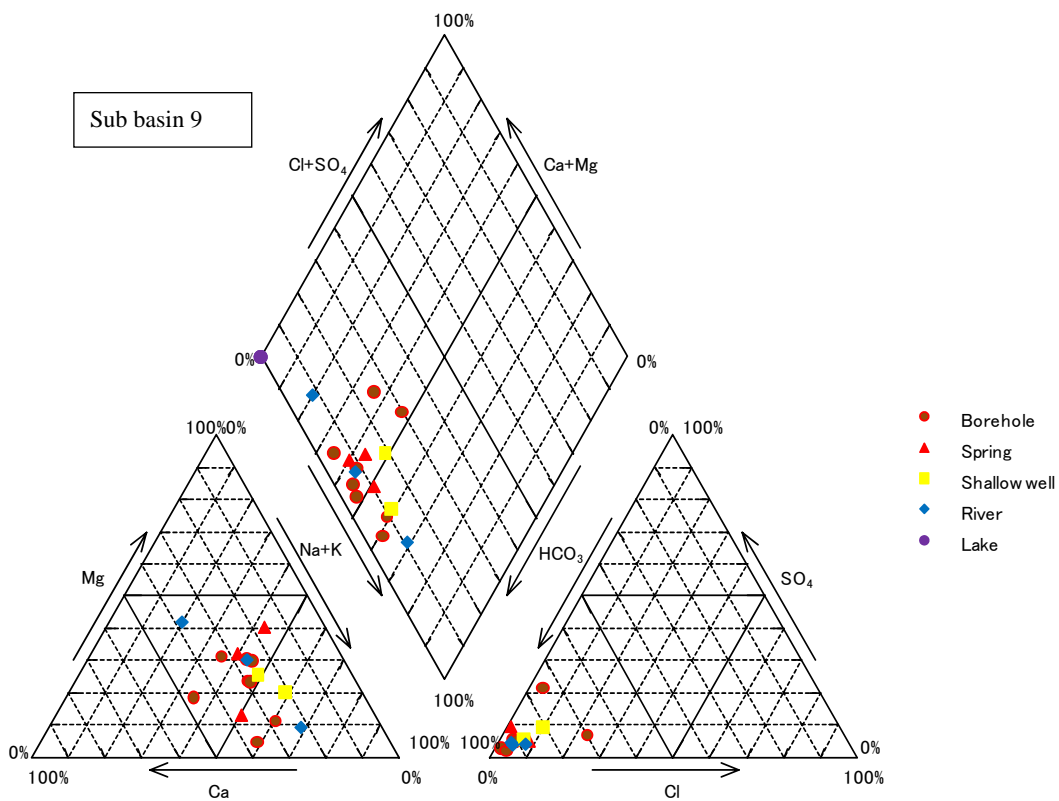 100%
Sub basin 9
Cl+SO₄
Ca+Mg
0%
0%
Borehole
Spring
Shallow well
River
Lake
100%0%
0% 100%
Mg
Na+K
HCO₃
SO₄
100%
0%
100% 100%
0%
100%
0%
0%
100%
Ca
Cl